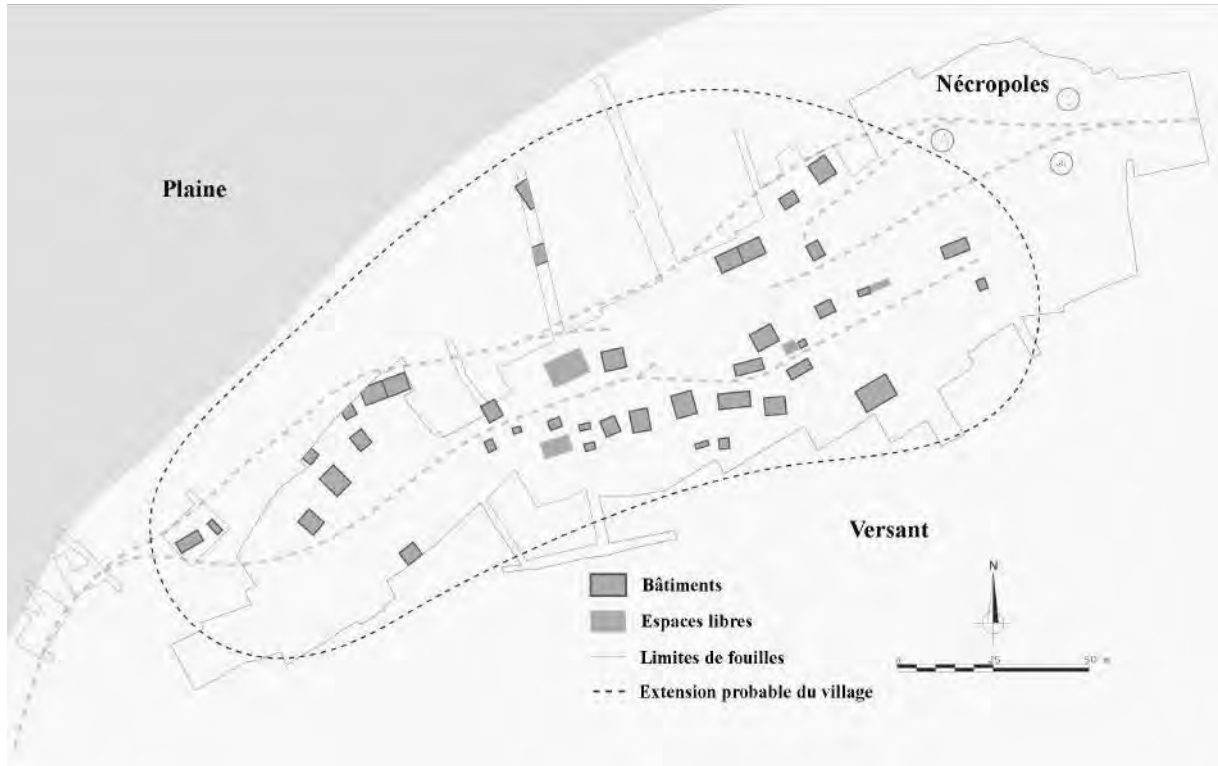 Nécropoles
Plaine
Versant
N
Bâtiments
Espaces libres
Limites de fouilles
Extension probable du village
0 25 50 m